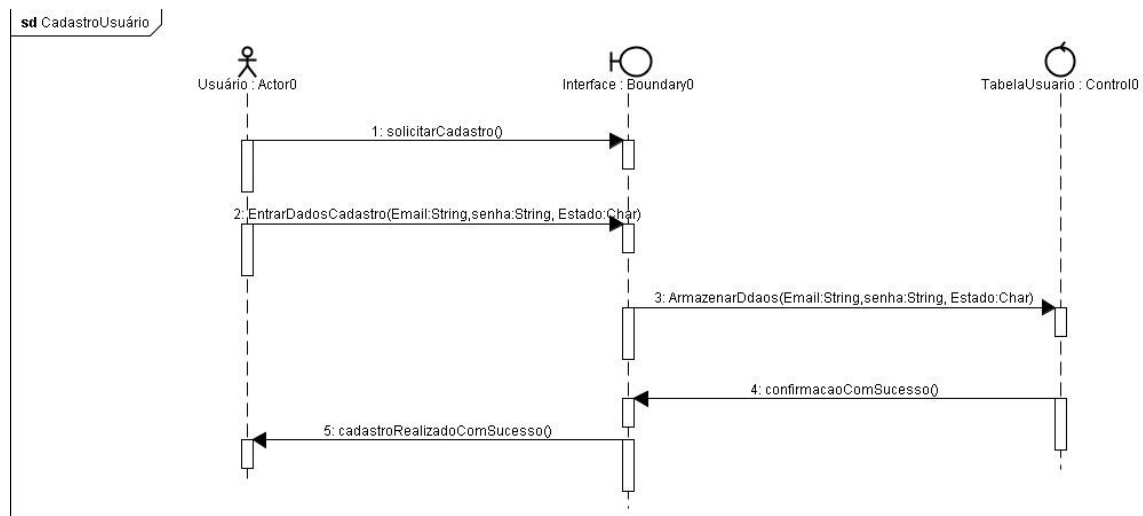 sd CadastroUsuário
Usuário : Actor0
Interface : Boundary0
TabelaUsuario : Control0
1: solicitarCadastro()
2: EntrarDadosCadastro(Email:String,senha:String, Estado:Char)
3: ArmazenarDdaos(Email:String,senha:String, Estado:Char)
4: confirmacaoComSucesso()
5: cadastroRealizadoComSucesso()